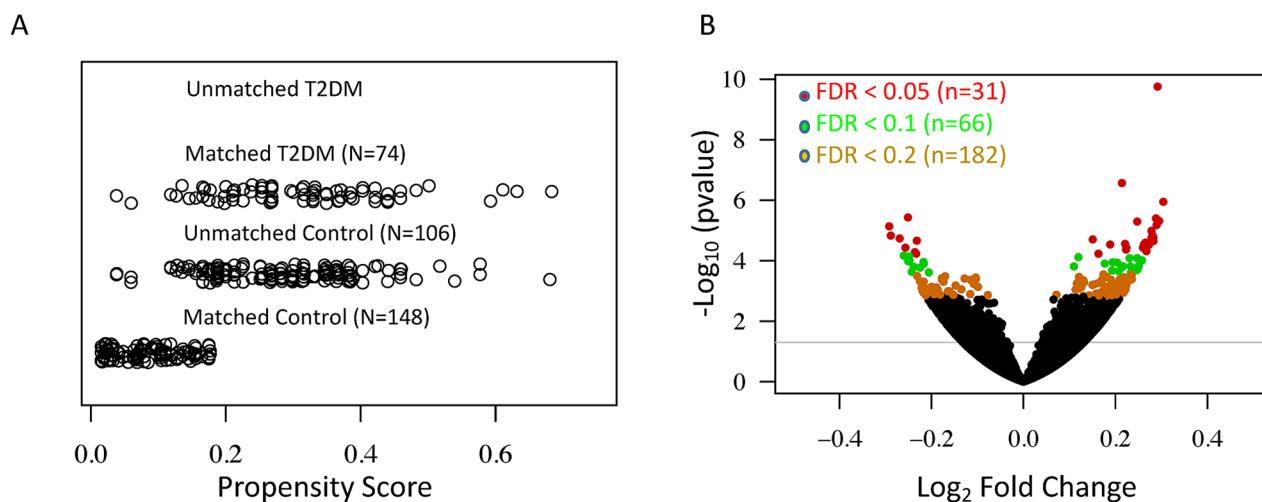 A
Unmatched T2DM
Matched T2DM (N=74)
Unmatched Control (N=106)
Matched Control (N=148)
0.0 0.2 0.4 0.6
Propensity Score
B
FDR < 0.05 (n=31)
FDR < 0.1 (n=66)
FDR < 0.2 (n=182)
10
8
6
4
2
0
-Log10 (pvalue)
−0.4 −0.2 0.0 0.2 0.4
Log2 Fold Change